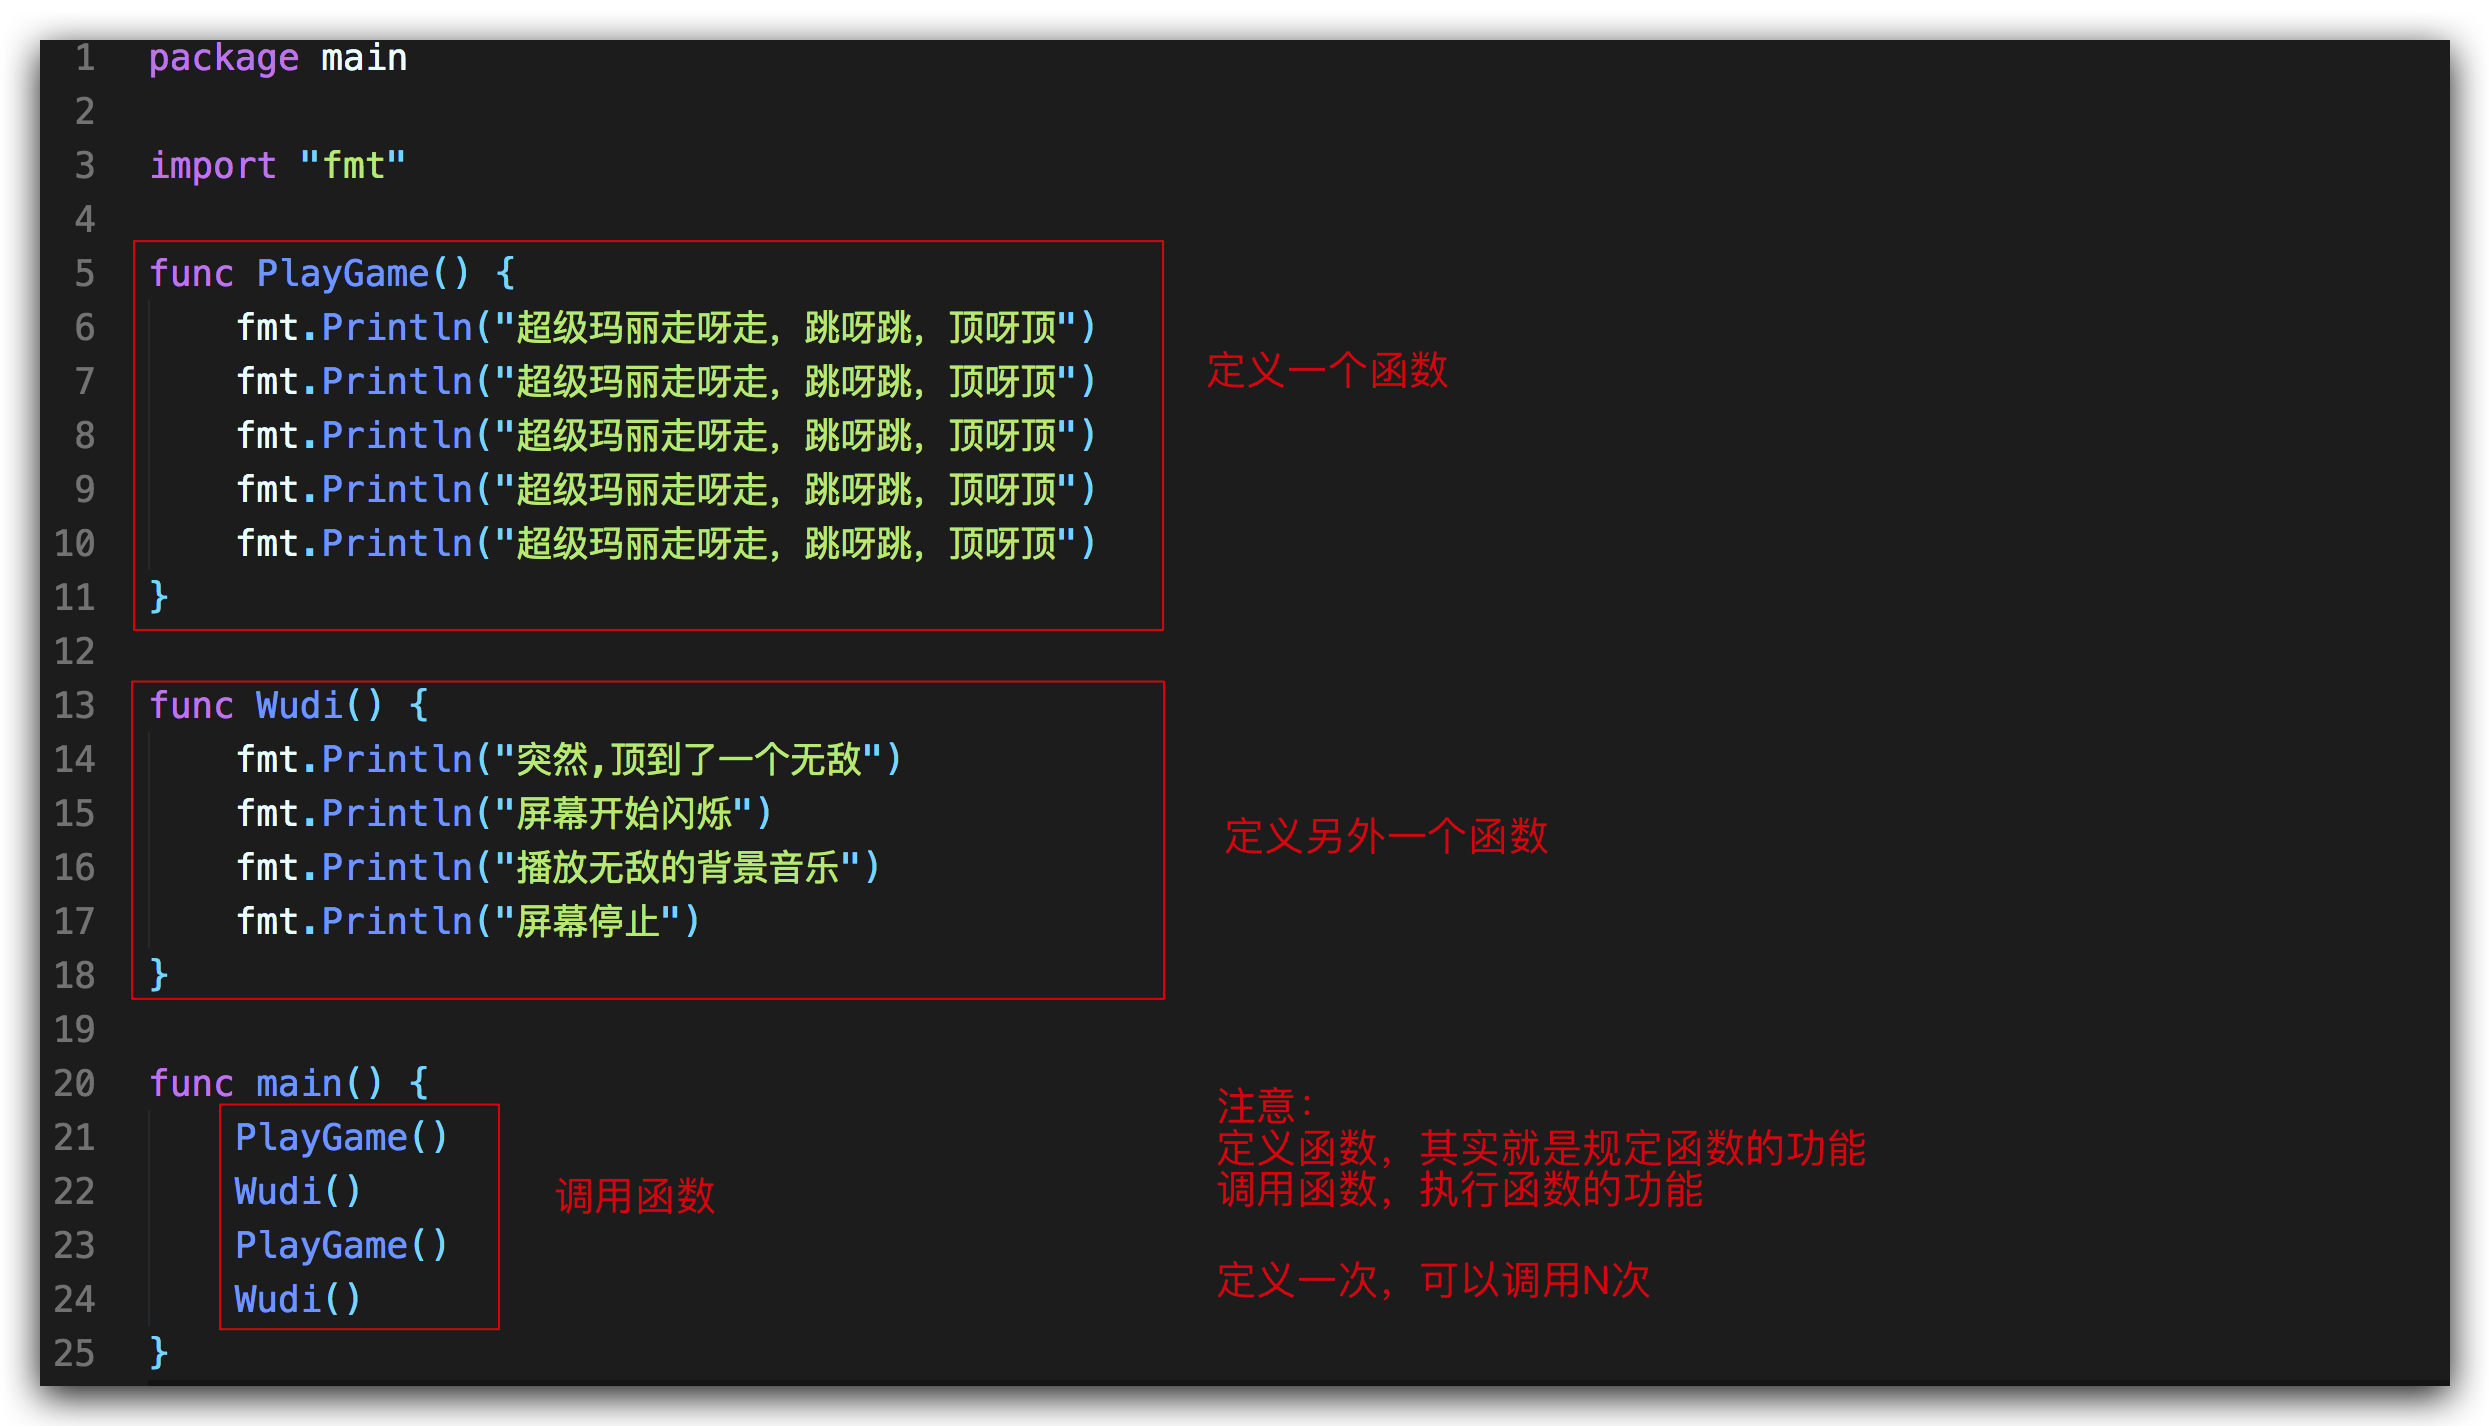 1 package main
2
3 import "fmt"
4
5 func PlayGame() {
6 fmt.Println("超级玛丽走呀走，跳呀跳，顶呀顶")
7 fmt.Println("超级玛丽走呀走，跳呀跳，顶呀顶")
8 fmt.Println("超级玛丽走呀走，跳呀跳，顶呀顶")
9 fmt.Println("超级玛丽走呀走，跳呀跳，顶呀顶")
10 fmt.Println("超级玛丽走呀走，跳呀跳，顶呀顶")
11 }
定义一个函数
12
13 func Wudi() {
14 fmt.Println("突然,顶到了一个无敌")
15 fmt.Println("屏幕开始闪烁")
16 fmt.Println("播放无敌的背景音乐")
17 fmt.Println("屏幕停止")
18 }
定义另外一个函数
19
20 func main() {
21 PlayGame()
22 Wudi()
23 PlayGame()
24 Wudi()
25 }
调用函数
注意：
定义函数，其实就是规定函数的功能
调用函数，执行函数的功能
定义一次，可以调用N次